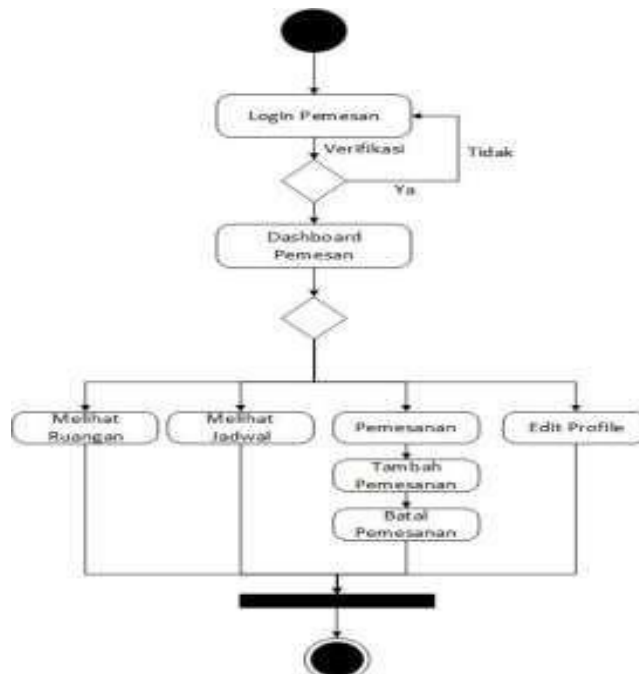 LogIn Pemesan
Verifikasi
Tidak
Ya
Dashboard
Pemesan
Melihat
Ruangan
Melihat
Jadwal
Pemesanan
Edit Profile
Tambah
Pemesanan
Batal
Pemesanan